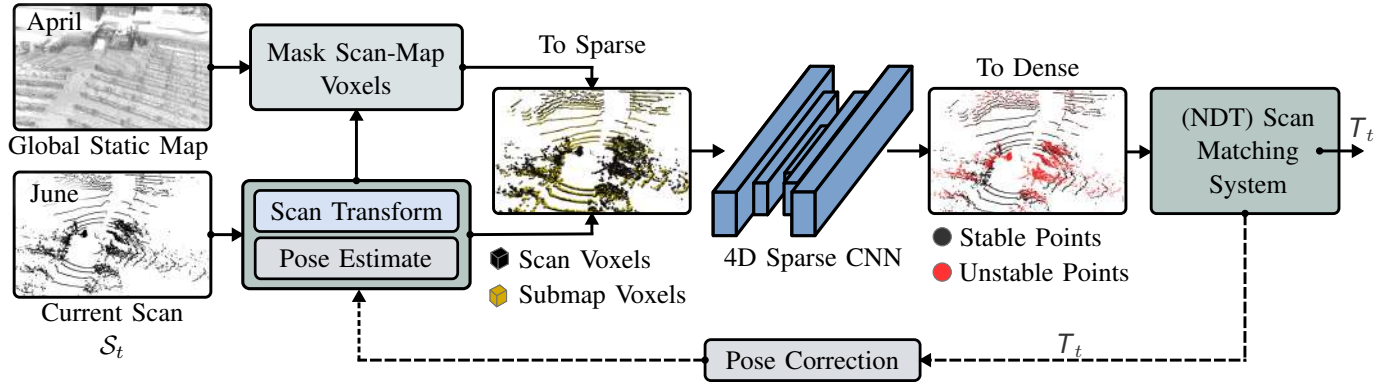 April
Global Static Map
Mask Scan-Map
Voxels
To Sparse
June
Current Scan
S_t
Scan Transform
Pose Estimate
Scan Voxels
Submap Voxels
4D Sparse CNN
To Dense
Stable Points
Unstable Points
(NDT) Scan
Matching
System
T_t
T_t
Pose Correction